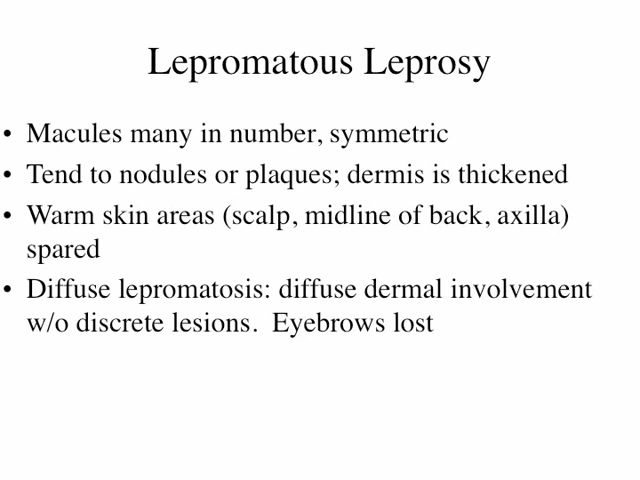 Lepromatous Leprosy
• Macules many in number, symmetric
• Tend to nodules or plaques; dermis is thickened
• Warm skin areas (scalp, midline of back, axilla)
spared
• Diffuse lepromatosis: diffuse dermal involvement
w/o discrete lesions.  Eyebrows lost